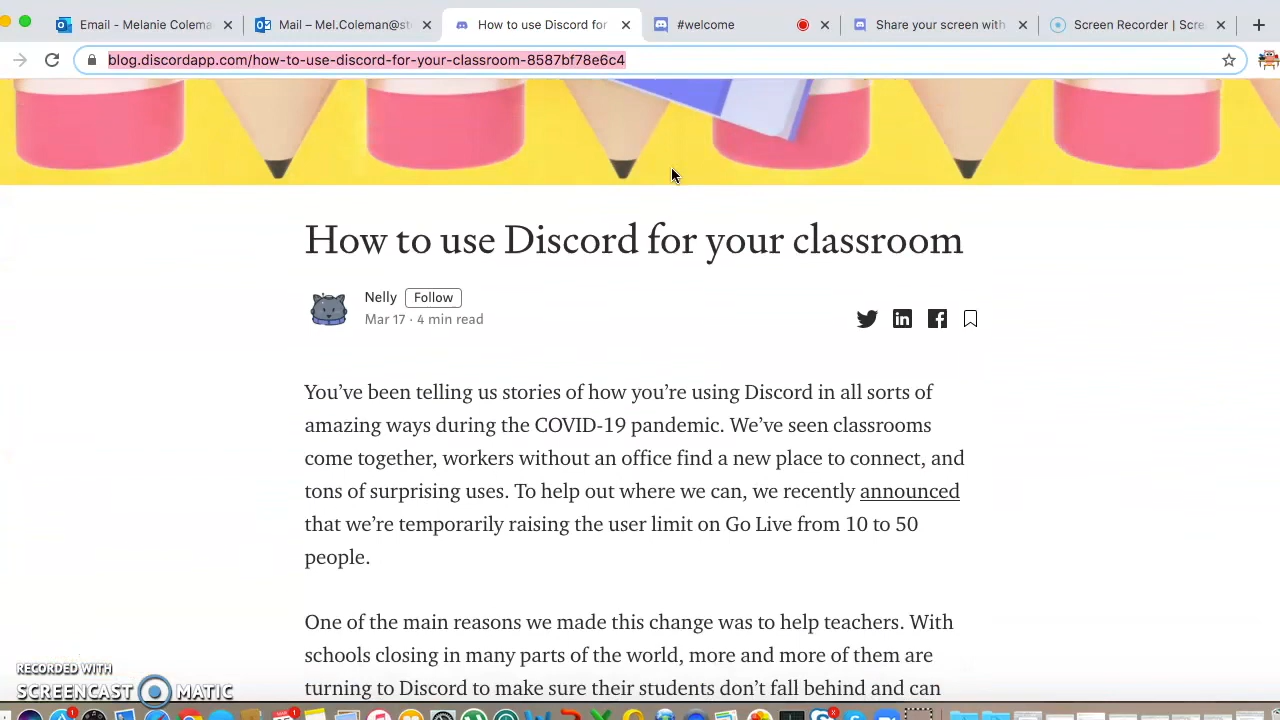 Email – Melanie Colema
Mail – Mel.Coleman@st
How to use Discord for
#welcome
Share your screen with
Screen Recorder | Scre
blog.discordapp.com/how-to-use-discord-for-your-classroom-8587bf78e6c4
How to use Discord for your classroom
Nelly Follow
Mar 17 · 4 min read
You’ve been telling us stories of how you’re using Discord in all sorts of
amazing ways during the COVID-19 pandemic. We’ve seen classrooms
come together, workers without an office find a new place to connect, and
tons of surprising uses. To help out where we can, we recently announced
that we’re temporarily raising the user limit on Go Live from 10 to 50
people.
One of the main reasons we made this change was to help teachers. With
schools closing in many parts of the world, more and more of them are
turning to Discord to make sure their students don’t fall behind and can
RECORDED WITH
SCREENCAST MATIC